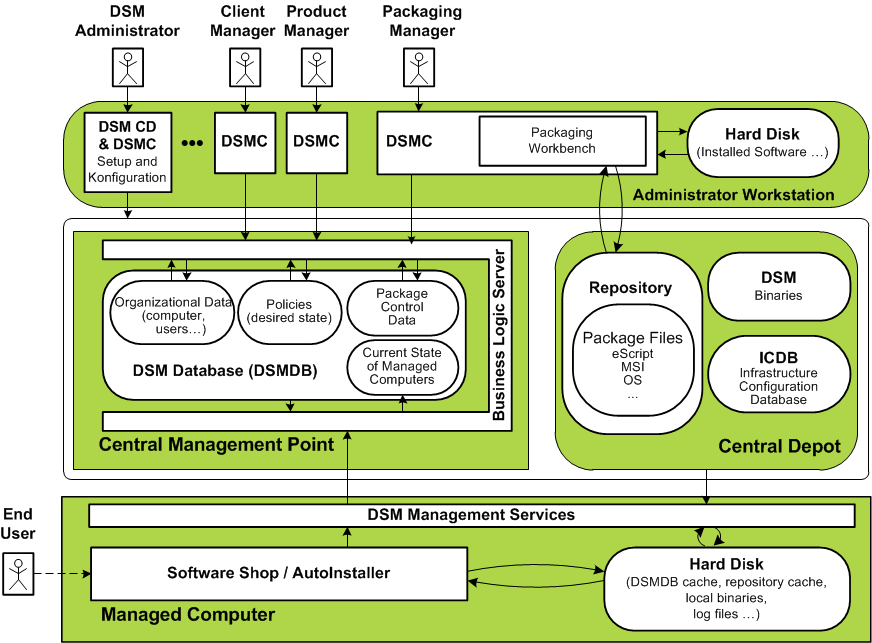 DSM
Administrator
Client
Manager
Product
Manager
Packaging
Manager
DSM CD
& DSMC
Setup and
Konfiguration
•••
DSMC
DSMC
DSMC
Packaging
Workbench
Hard Disk
(Installed Software ...)
Administrator Workstation
Organizational Data
(computer,
users...)
Policies
(desired state)
Package
Control
Data
Current State
of Managed
Computers
DSM Database (DSMDB)
Business Logic Server
Central Management Point
Repository
Package Files
eScript
MSI
OS
...
DSM
Binaries
ICDB
Infrastructure
Configuration
Database
Central Depot
End
User
DSM Management Services
Software Shop / AutoInstaller
Hard Disk
(DSMDB cache, repository cache,
local binaries,
log files ...)
Managed Computer